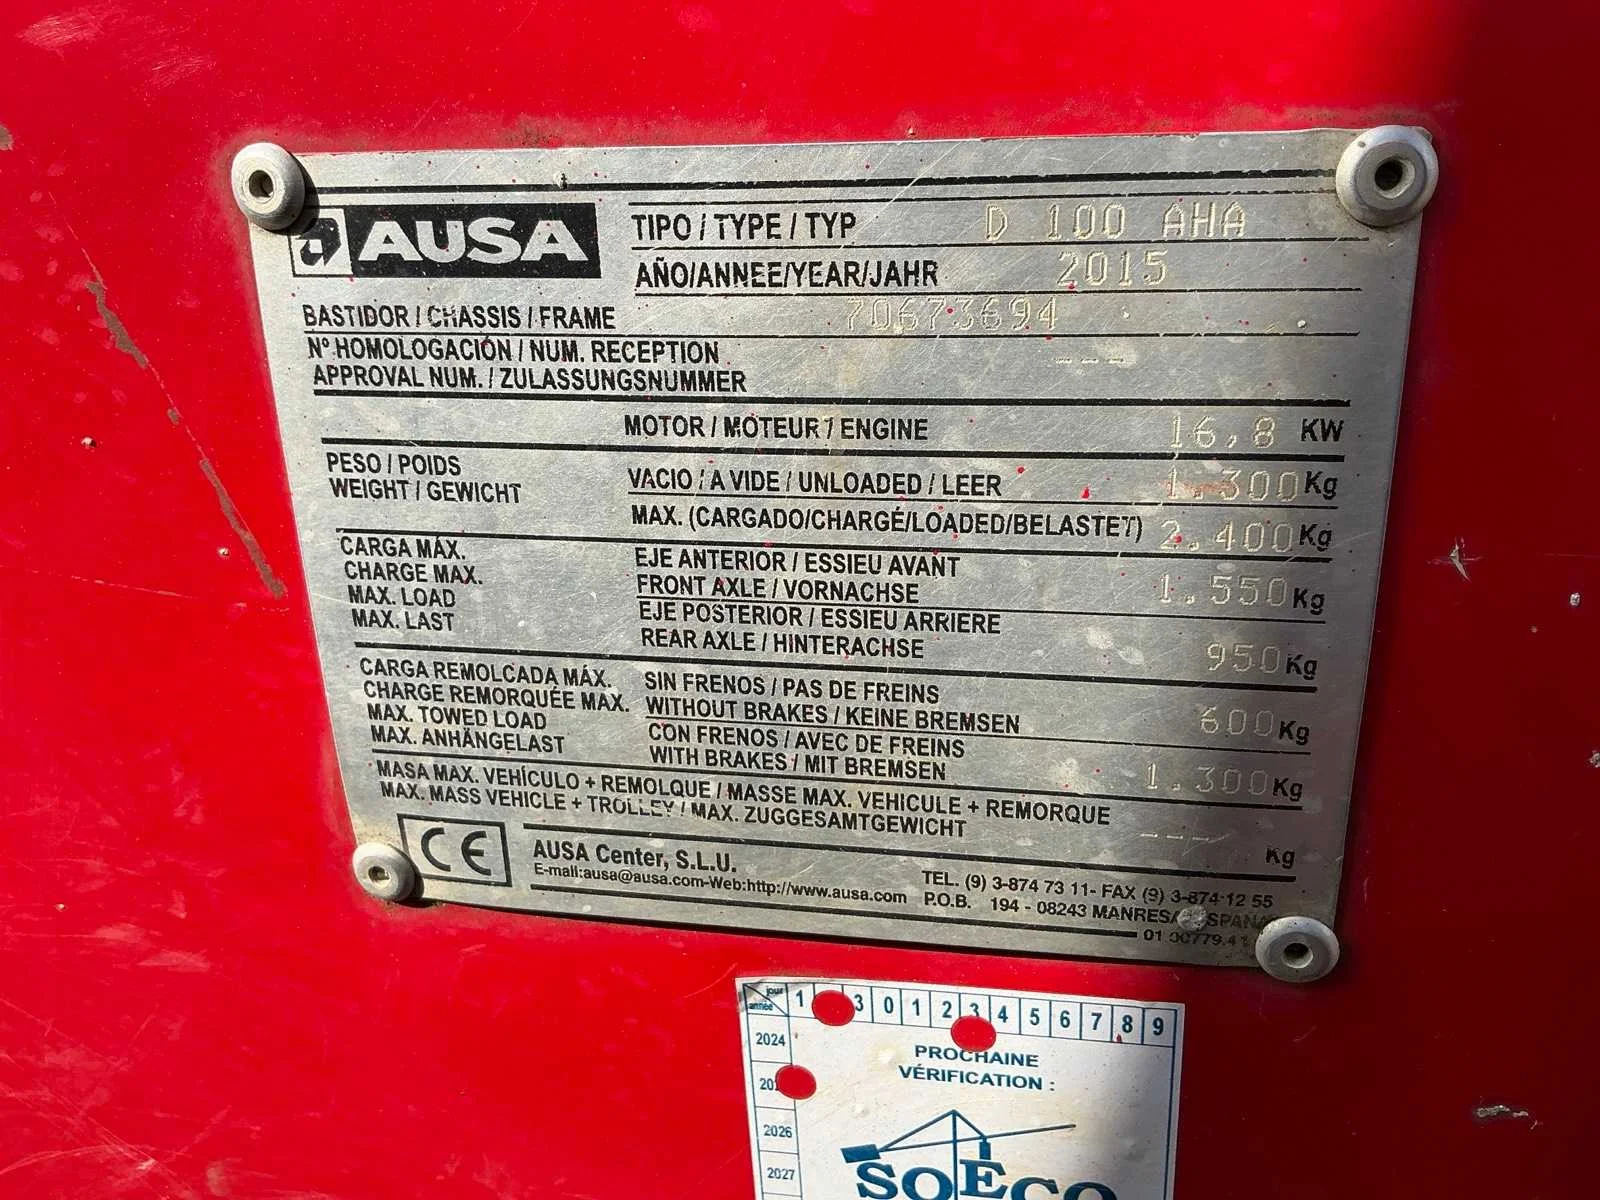 AUSA
TIPO / TYPE / TYP D 100 AHA
AÑO/ANNEE/YEAR/JAHR 2015
BASTIDOR / CHASSIS / FRAME 70673694
Nº HOMOLOGACIÓN / NUM. RECEPTION ---
APPROVAL NUM. / ZULASSUNGSNUMMER
MOTOR / MOTEUR / ENGINE 16,8 KW
PESO / POIDS
WEIGHT / GEWICHT
VACIO / A VIDE / UNLOADED / LEER 1.300 Kg
MAX. (CARGADO/CHARGÉ/LOADED/BELASTET) 2.400 Kg
CARGA MÁX.
CHARGE MAX.
MAX. LOAD
MAX. LAST
EJE ANTERIOR / ESSIEU AVANT
FRONT AXLE / VORNACHSE 1.550 Kg
EJE POSTERIOR / ESSIEU ARRIERE
REAR AXLE / HINTERACHSE 950 Kg
CARGA REMOLCADA MÁX.
CHARGE REMORQUÉE MAX.
MAX. TOWED LOAD
MAX. ANHÄNGELAST
SIN FRENOS / PAS DE FREINS
WITHOUT BRAKES / KEINE BREMSEN 600 Kg
CON FRENOS / AVEC DE FREINS
WITH BRAKES / MIT BREMSEN 1.300 Kg
MASA MAX. VEHÍCULO + REMOLQUE / MASSE MAX. VEHICULE + REMORQUE
MAX. MASS VEHICLE + TROLLEY / MAX. ZUGGESAMTGEWICHT --- Kg
CE
AUSA Center, S.L.U.
E-mail:ausa@ausa.com-Web:http://www.ausa.com
TEL. (9) 3-874 73 11- FAX (9) 3-874-12 55
P.O.B. 194 - 08243 MANRESA
jour 1 3 0 1 2 3 4 5 6 7 8 9
année
2024
2026
2027
PROCHAINE
VÉRIFICATION :
SOECO